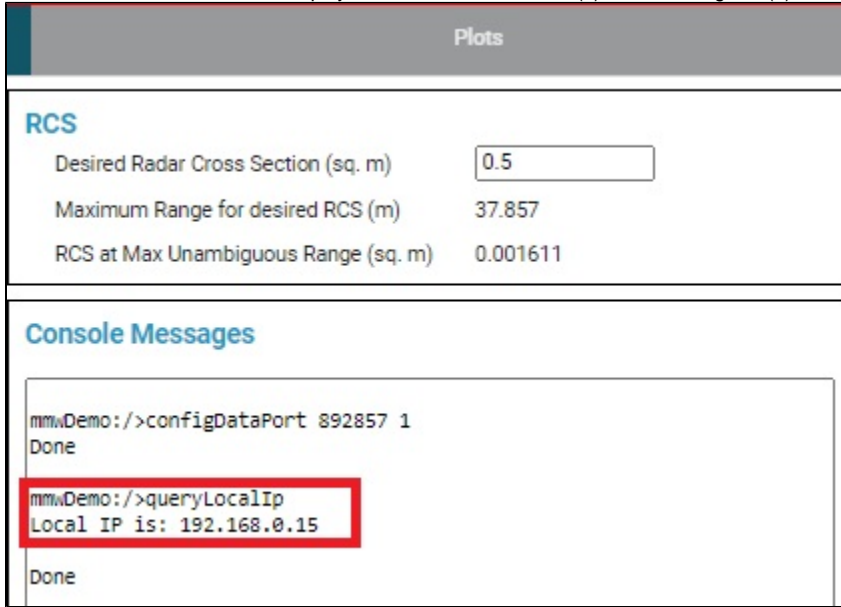 Plots
RCS
Desired Radar Cross Section (sq. m) 0.5
Maximum Range for desired RCS (m) 37.857
RCS at Max Unambiguous Range (sq. m) 0.001611
Console Messages
mmwDemo:/>configDataPort 892857 1
Done
mmwDemo:/>queryLocalIp
Local IP is: 192.168.0.15
Done